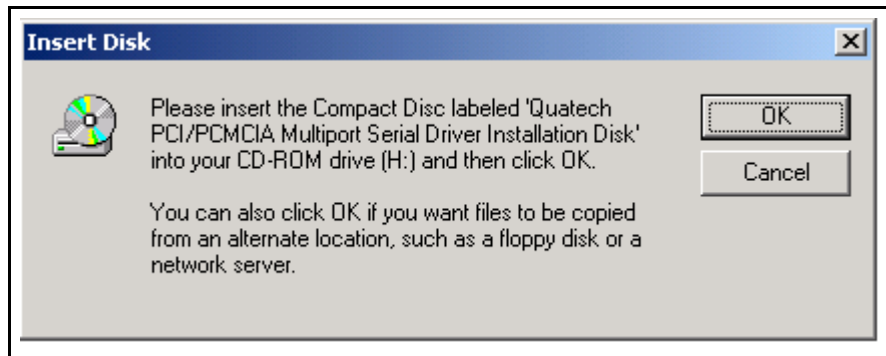 Insert Disk
Please insert the Compact Disc labeled 'Quatech
PCI/PCMCIA Multiport Serial Driver Installation Disk'
into your CD-ROM drive (H:) and then click OK.
You can also click OK if you want files to be copied
from an alternate location, such as a floppy disk or a
network server.
OK
Cancel